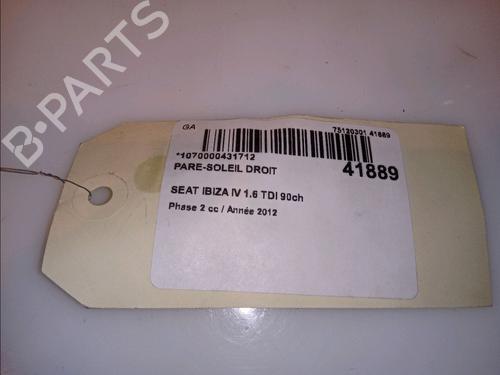 B-PARTS
GA
75120301 41889
*1070000431712
PARE-SOLEIL DROIT
41889
SEAT IBIZA IV 1.6 TDI 90ch
Phase 2 cc / Année 2012